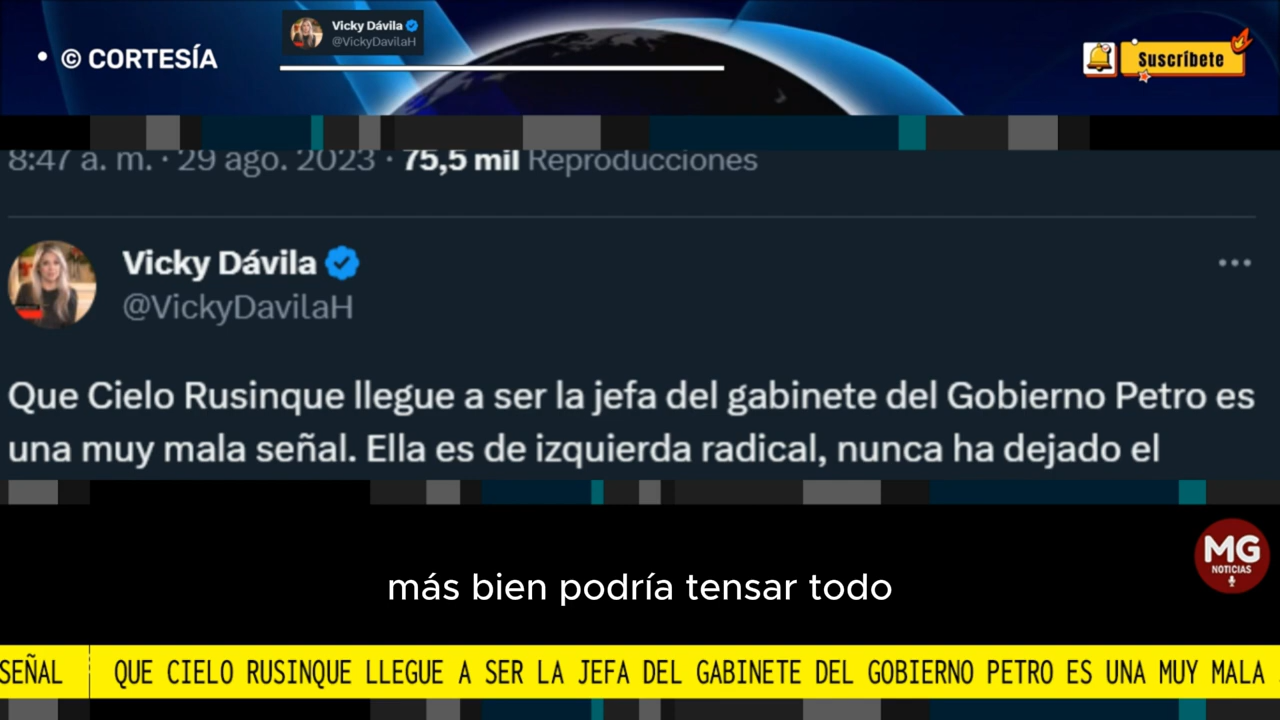 • © CORTESÍA
Vicky Dávila
@VickyDavilaH
Suscríbete
8:47 a. m. · 29 ago. 2023 · 75,5 mil Reproducciones
Vicky Dávila
@VickyDavilaH
Que Cielo Rusinque llegue a ser la jefa del gabinete del Gobierno Petro es
una muy mala señal. Ella es de izquierda radical, nunca ha dejado el
MG
NOTICIAS
más bien podría tensar todo
SEÑAL QUE CIELO RUSINQUE LLEGUE A SER LA JEFA DEL GABINETE DEL GOBIERNO PETRO ES UNA MUY MALA